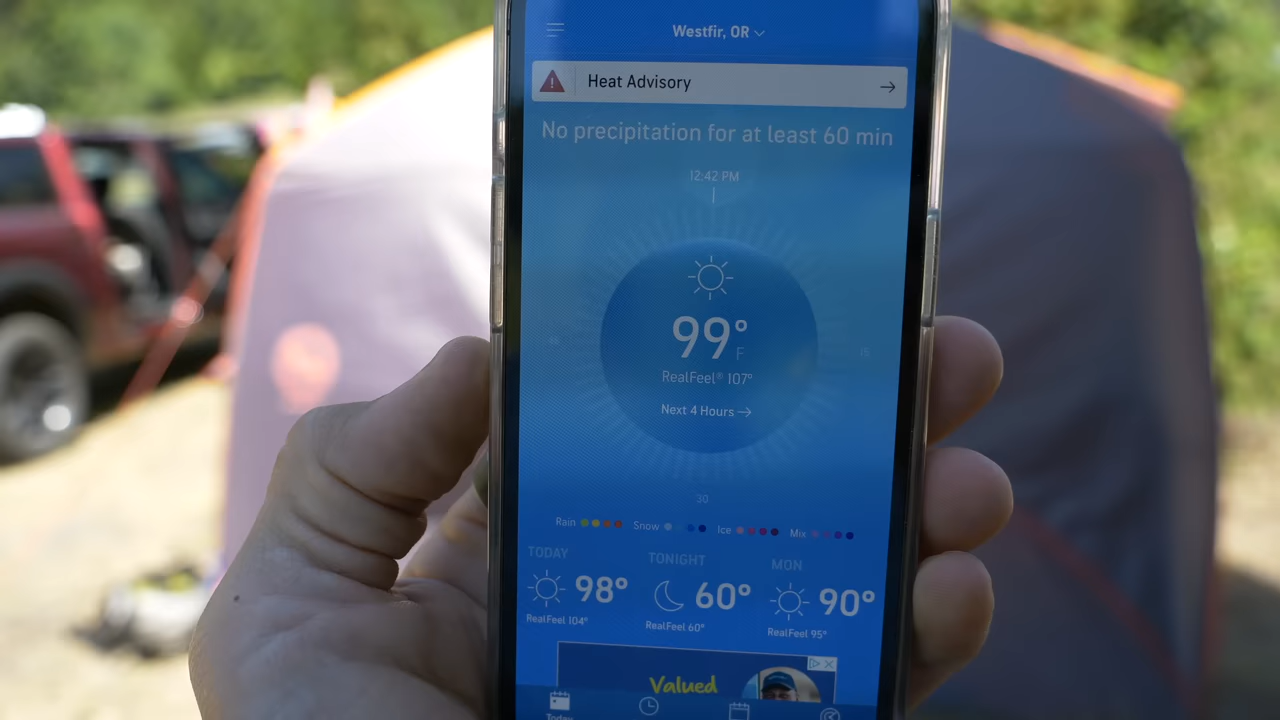 Westfir, OR
Heat Advisory
No precipitation for at least 60 min
12:42 PM
15
99°
F
RealFeel® 107°
Next 4 Hours
30
Rain Snow Ice Mix
TODAY TONIGHT MON
98° 60° 90°
RealFeel 104° RealFeel 60° RealFeel 95°
Valued
Today